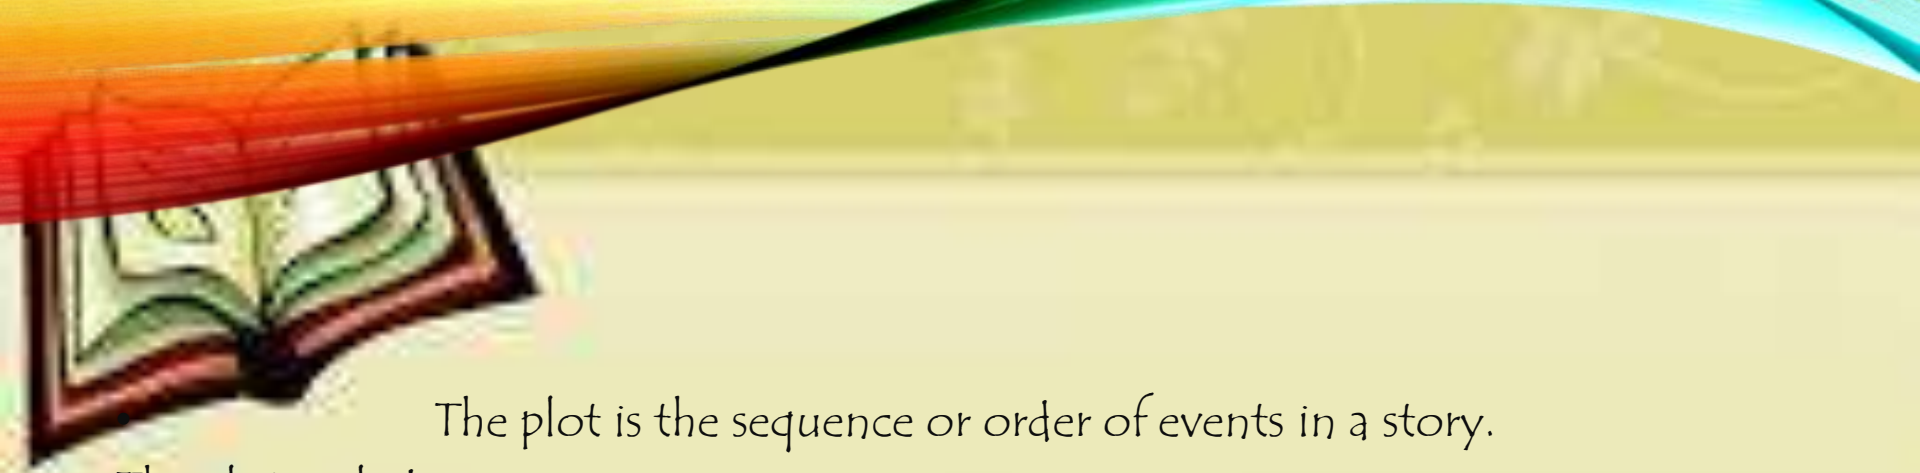 The plot is the sequence or order of events in a story.